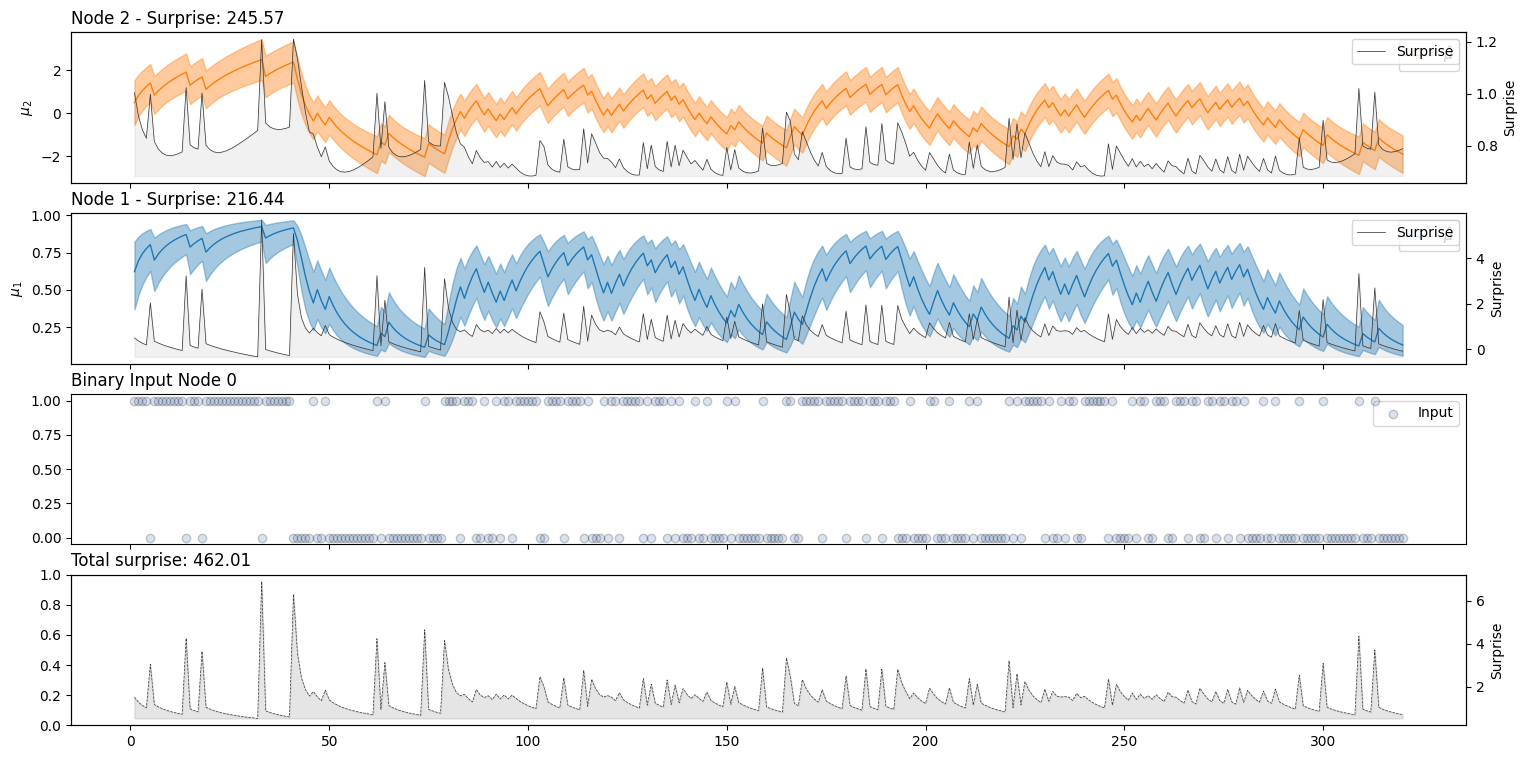 Node 2 - Surprise: 245.57
Surprise
μ
2
0
−2
μ2
1.2
1.0
0.8
Surprise
Node 1 - Surprise: 216.44
Surprise
1.00
0.75
0.50
0.25
μ1
4
2
0
Surprise
Binary Input Node 0
Input
1.00
0.75
0.50
0.25
0.00
Total surprise: 462.01
1.0
0.8
0.6
0.4
0.2
0.0
6
4
2
Surprise
0 50 100 150 200 250 300